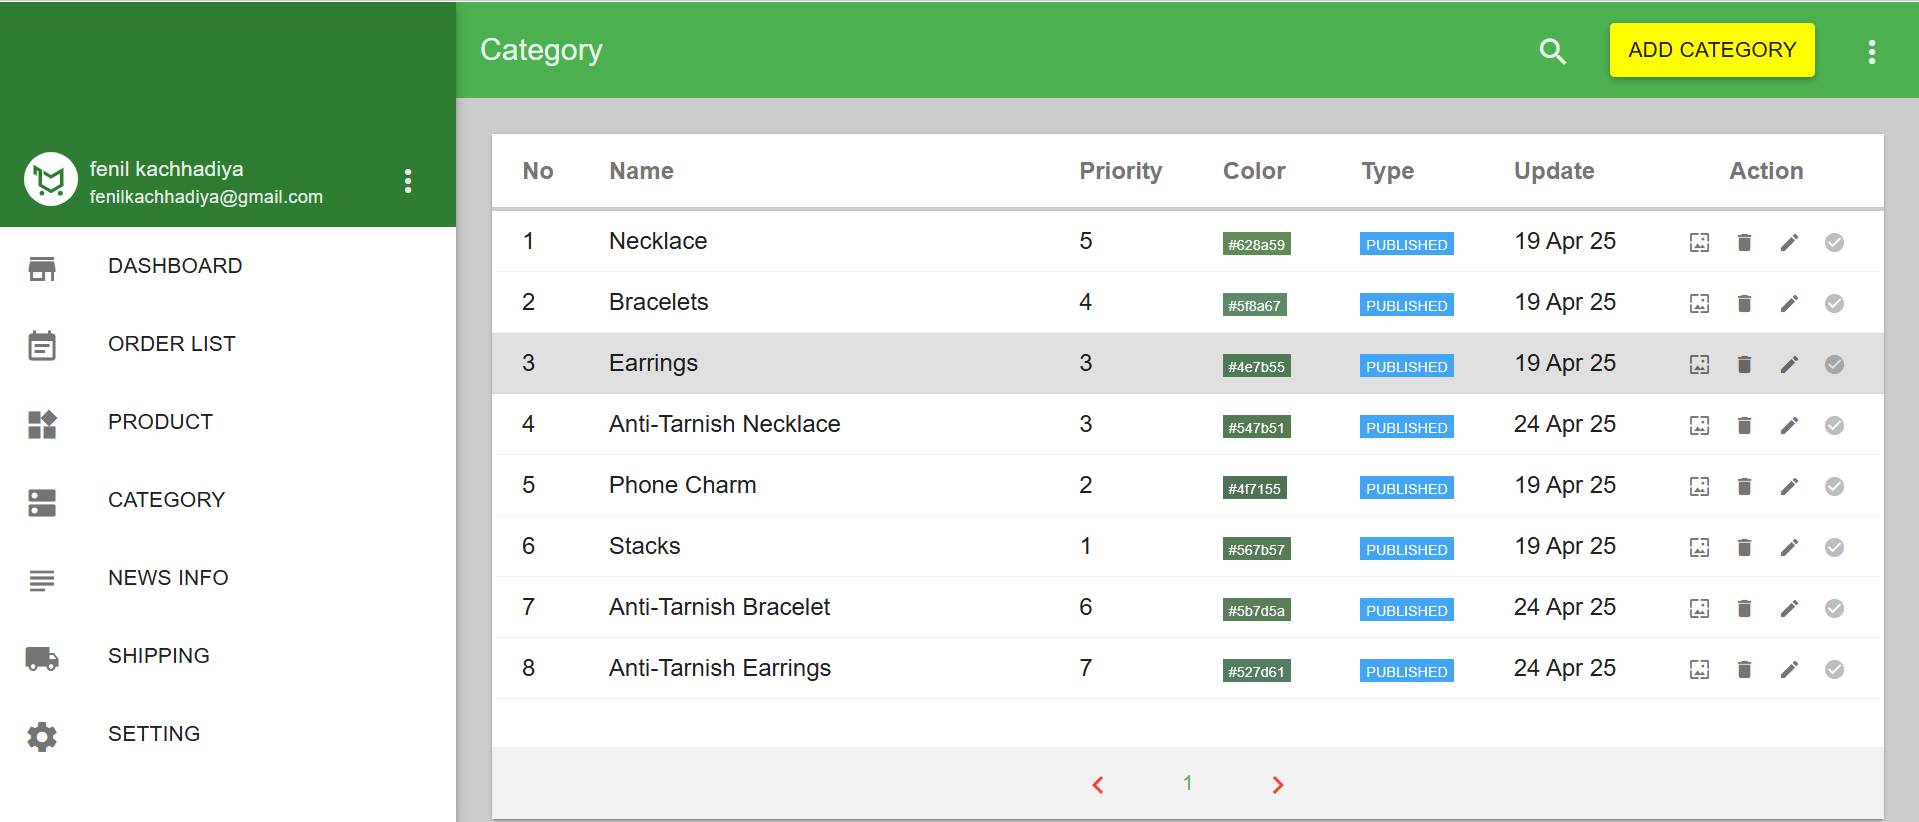 Category
ADD CATEGORY
fenil kachhadiya
fenilkachhadiya@gmail.com
DASHBOARD
ORDER LIST
PRODUCT
CATEGORY
NEWS INFO
SHIPPING
SETTING
No Name Priority Color Type Update Action
1 Necklace 5 #628a59 PUBLISHED 19 Apr 25
2 Bracelets 4 #5f8a67 PUBLISHED 19 Apr 25
3 Earrings 3 #4e7b55 PUBLISHED 19 Apr 25
4 Anti-Tarnish Necklace 3 #547b51 PUBLISHED 24 Apr 25
5 Phone Charm 2 #4f7155 PUBLISHED 19 Apr 25
6 Stacks 1 #567b57 PUBLISHED 19 Apr 25
7 Anti-Tarnish Bracelet 6 #5b7d5a PUBLISHED 24 Apr 25
8 Anti-Tarnish Earrings 7 #527d61 PUBLISHED 24 Apr 25
1